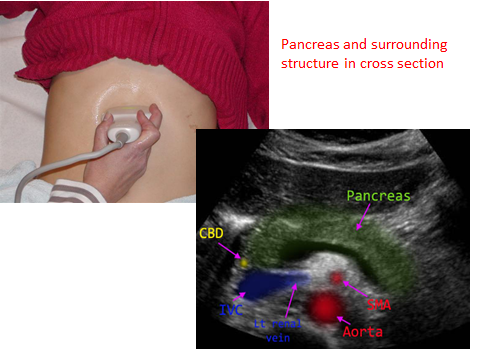 Pancreas and surrounding
structure in cross section
Pancreas
CBD
IVC
Lt renal
vein
SMA
Aorta